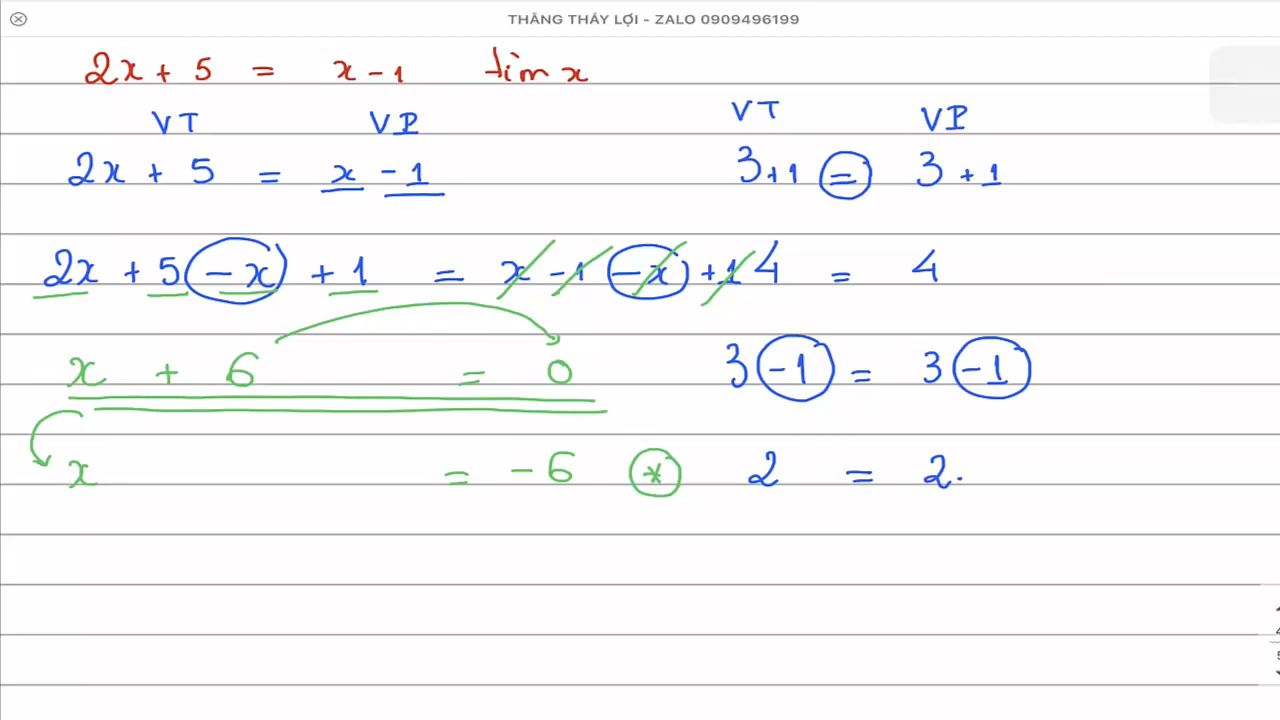 THẦNG THẦY LỢI - ZALO 0909496199
2x + 5 = x - 1 tìm x
VT VP
2x + 5 = x - 1
2x + 5 - x + 1 = x - 1 - x + 1
x + 6 = 0
x = -6 *
VT VP
3 + 1 = 3 + 1
4 = 4
3 - 1 = 3 - 1
2 = 2.